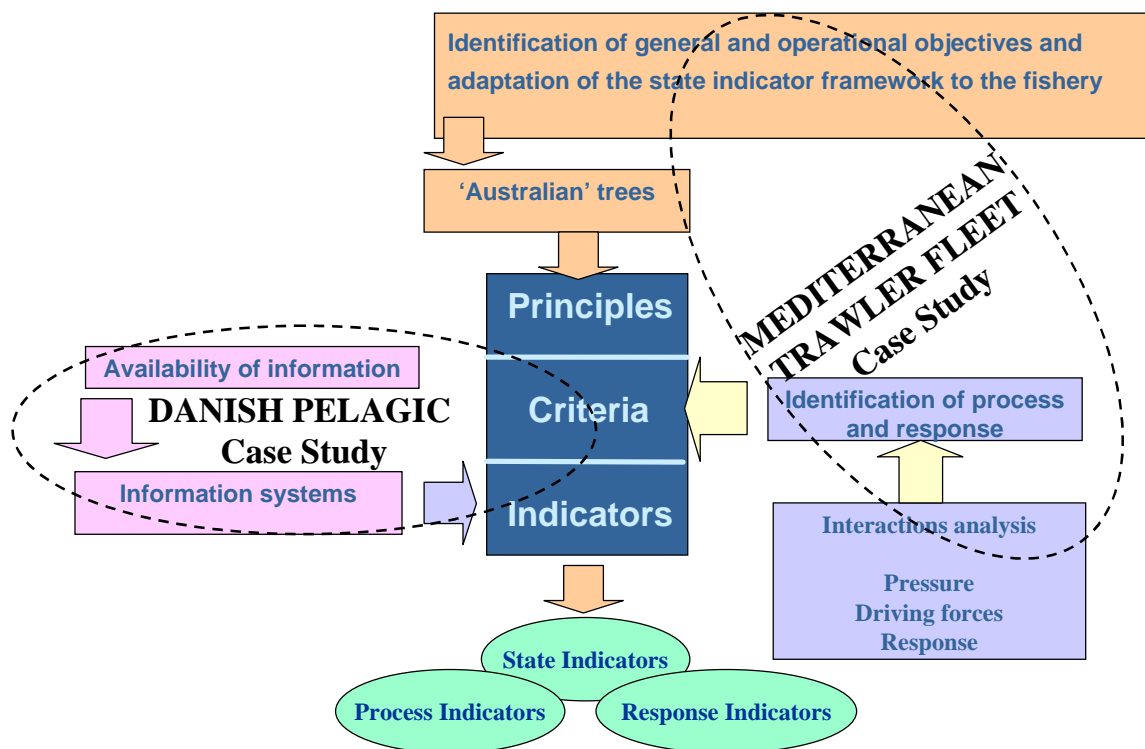 Identification of general and operational objectives and
adaptation of the state indicator framework to the fishery
‘Australian’ trees
MEDITERRANEAN
TRAWLER FLEET
Case Study
Principles
Criteria
Indicators
Availability of information
DANISH PELAGIC
Case Study
Information systems
Identification of process
and response
Interactions analysis
Pressure
Driving forces
Response
State Indicators
Process Indicators
Response Indicators